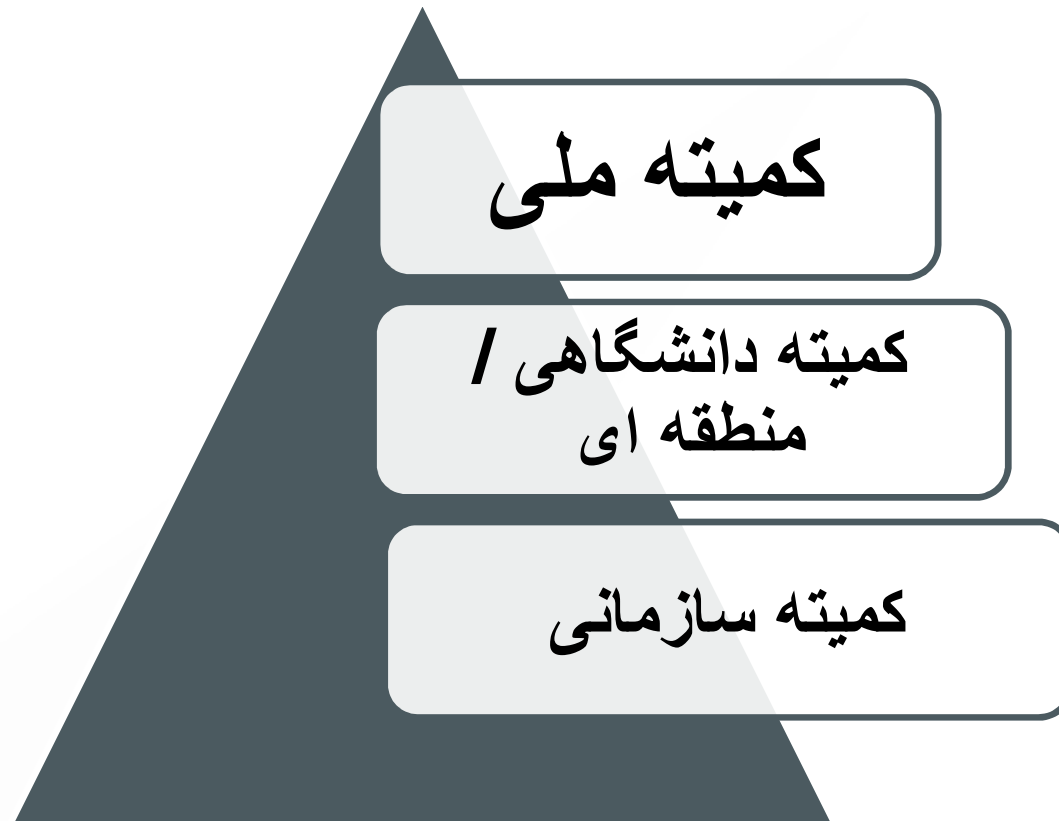 کمیته ملی
کمیته دانشگاهی /
منطقه ای
کمیته سازمانی